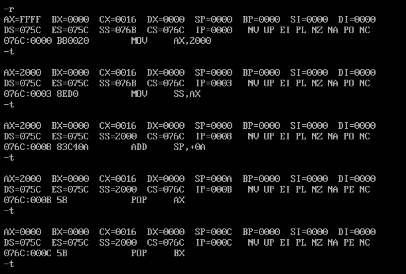 -r
AX=FFFF BX=0000 CX=0016 DX=0000 SP=0000 BP=0000 SI=0000 DI=0000
DS=075C ES=075C SS=076B CS=076C IP=0000 NV UP EI PL NZ NA PO NC
076C:0000 B80020 MOV AX,2000
-t
AX=2000 BX=0000 CX=0016 DX=0000 SP=0000 BP=0000 SI=0000 DI=0000
DS=075C ES=075C SS=076B CS=076C IP=0003 NV UP EI PL NZ NA PO NC
076C:0003 8ED0 MOV SS,AX
-t
AX=2000 BX=0000 CX=0016 DX=0000 SP=0000 BP=0000 SI=0000 DI=0000
DS=075C ES=075C SS=2000 CS=076C IP=0008 NV UP EI PL NZ NA PO NC
076C:0008 83C40A ADD SP,+0A
-t
AX=2000 BX=0000 CX=0016 DX=0000 SP=000A BP=0000 SI=0000 DI=0000
DS=075C ES=075C SS=2000 CS=076C IP=000B NV UP EI PL NZ NA PE NC
076C:000B 58 POP AX
-t
AX=0000 BX=0000 CX=0016 DX=0000 SP=000C BP=0000 SI=0000 DI=0000
DS=075C ES=075C SS=2000 CS=076C IP=000C NV UP EI PL NZ NA PE NC
076C:000C 5B POP BX
-t